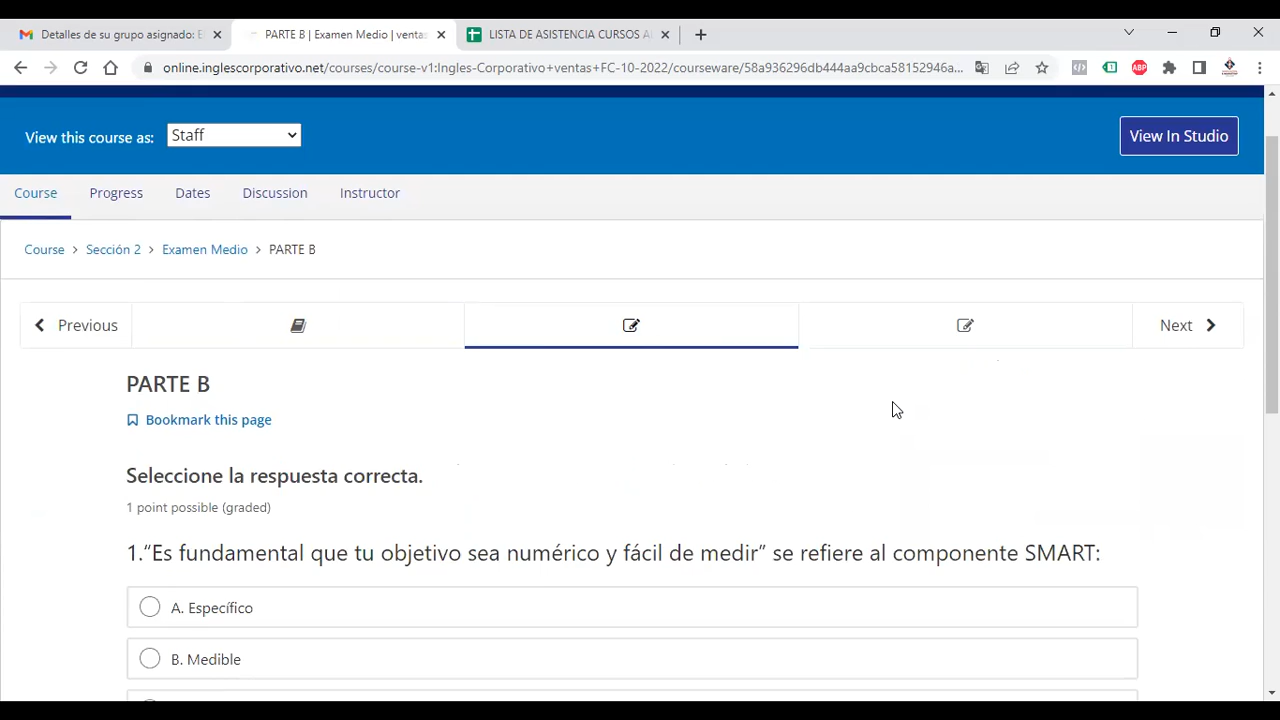 Detalles de su grupo asignado: E
PARTE B | Examen Medio | ventas
LISTA DE ASISTENCIA CURSOS A
online.inglescorporativo.net/courses/course-v1:Ingles-Corporativo+ventas+FC-10-2022/courseware/58a936296db444aa9cbca58152946a...
ABP
View this course as:
Staff
View In Studio
Course
Progress
Dates
Discussion
Instructor
Course > Sección 2 > Examen Medio > PARTE B
Previous
Next
PARTE B
Bookmark this page
Seleccione la respuesta correcta.
1 point possible (graded)
1.“Es fundamental que tu objetivo sea numérico y fácil de medir” se refiere al componente SMART:
A. Específico
B. Medible